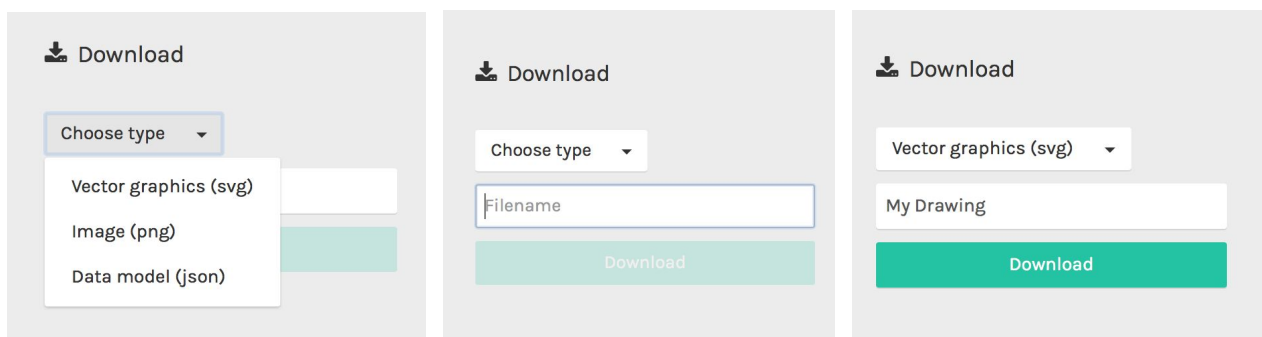 Download
Choose type
Vector graphics (svg)
Image (png)
Data model (json)
Download
Choose type
Filename
Download
Download
Vector graphics (svg)
My Drawing
Download